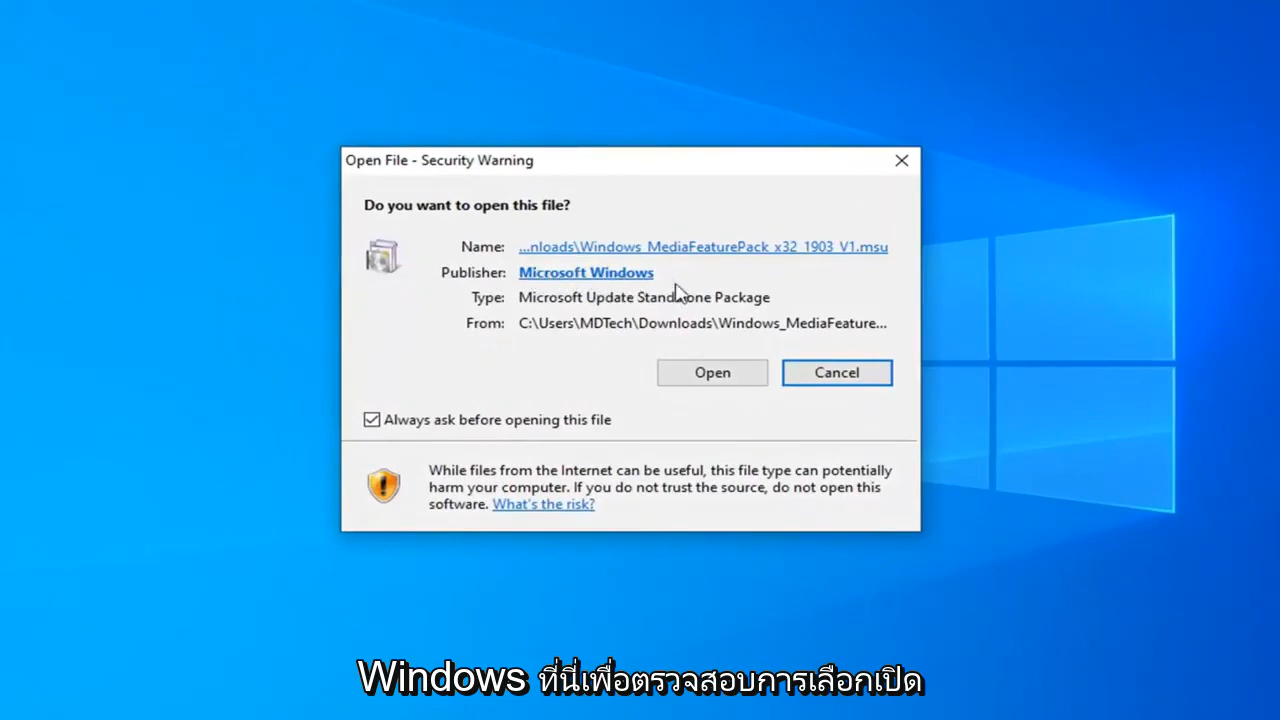 Open File - Security Warning
Do you want to open this file?
Name: ...nloads\Windows_MediaFeaturePack_x32_1903_V1.msu
Publisher: Microsoft Windows
Type: Microsoft Update Standalone Package
From: C:\Users\MDTech\Downloads\Windows_MediaFeature...
Open Cancel
Always ask before opening this file
While files from the Internet can be useful, this file type can potentially
harm your computer. If you do not trust the source, do not open this
software. What's the risk?
Windows ที่นี่เพื่อตรวจสอบการเลือกเปิด